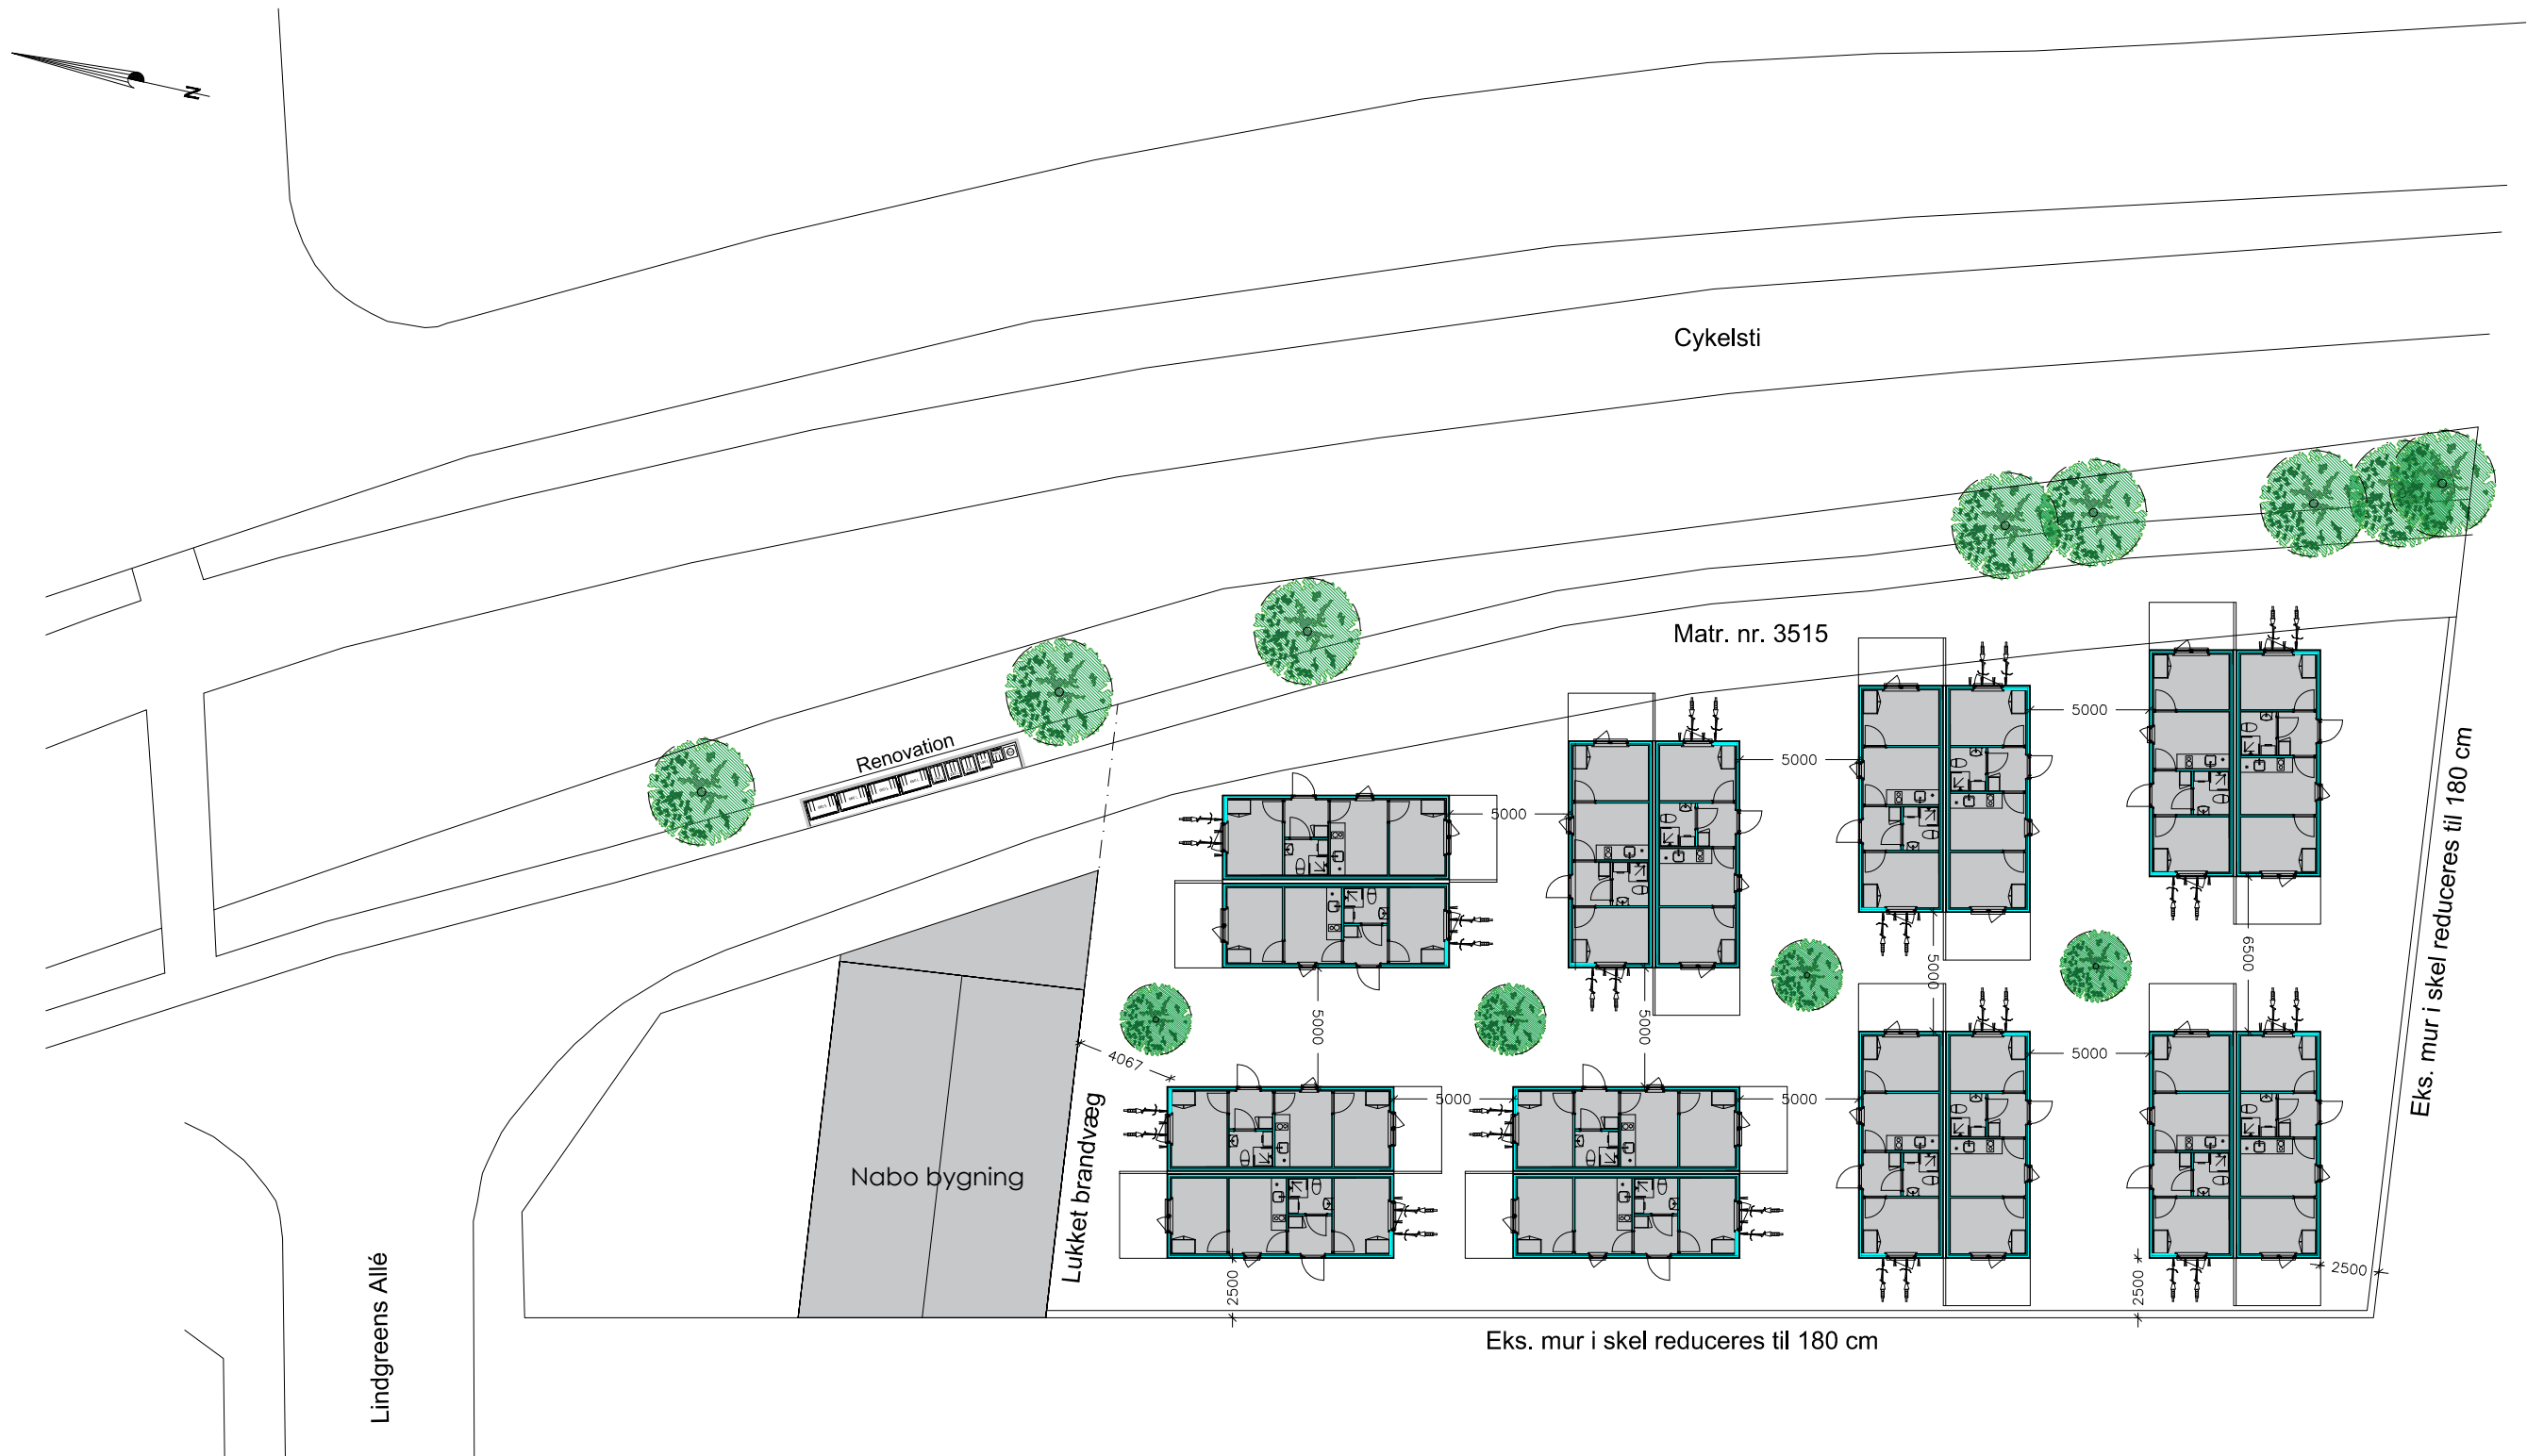 N
Cykelsti
Matr. nr. 3515
Renovation
5000
5000
5000
5000
5000
5000
6500
4067
5000
5000
5000
Eks. mur i skel reduceres til 180 cm
Lukket brandvæg
Nabo bygning
Lindgreens Allé
2500
2500
2500
Eks. mur i skel reduceres til 180 cm